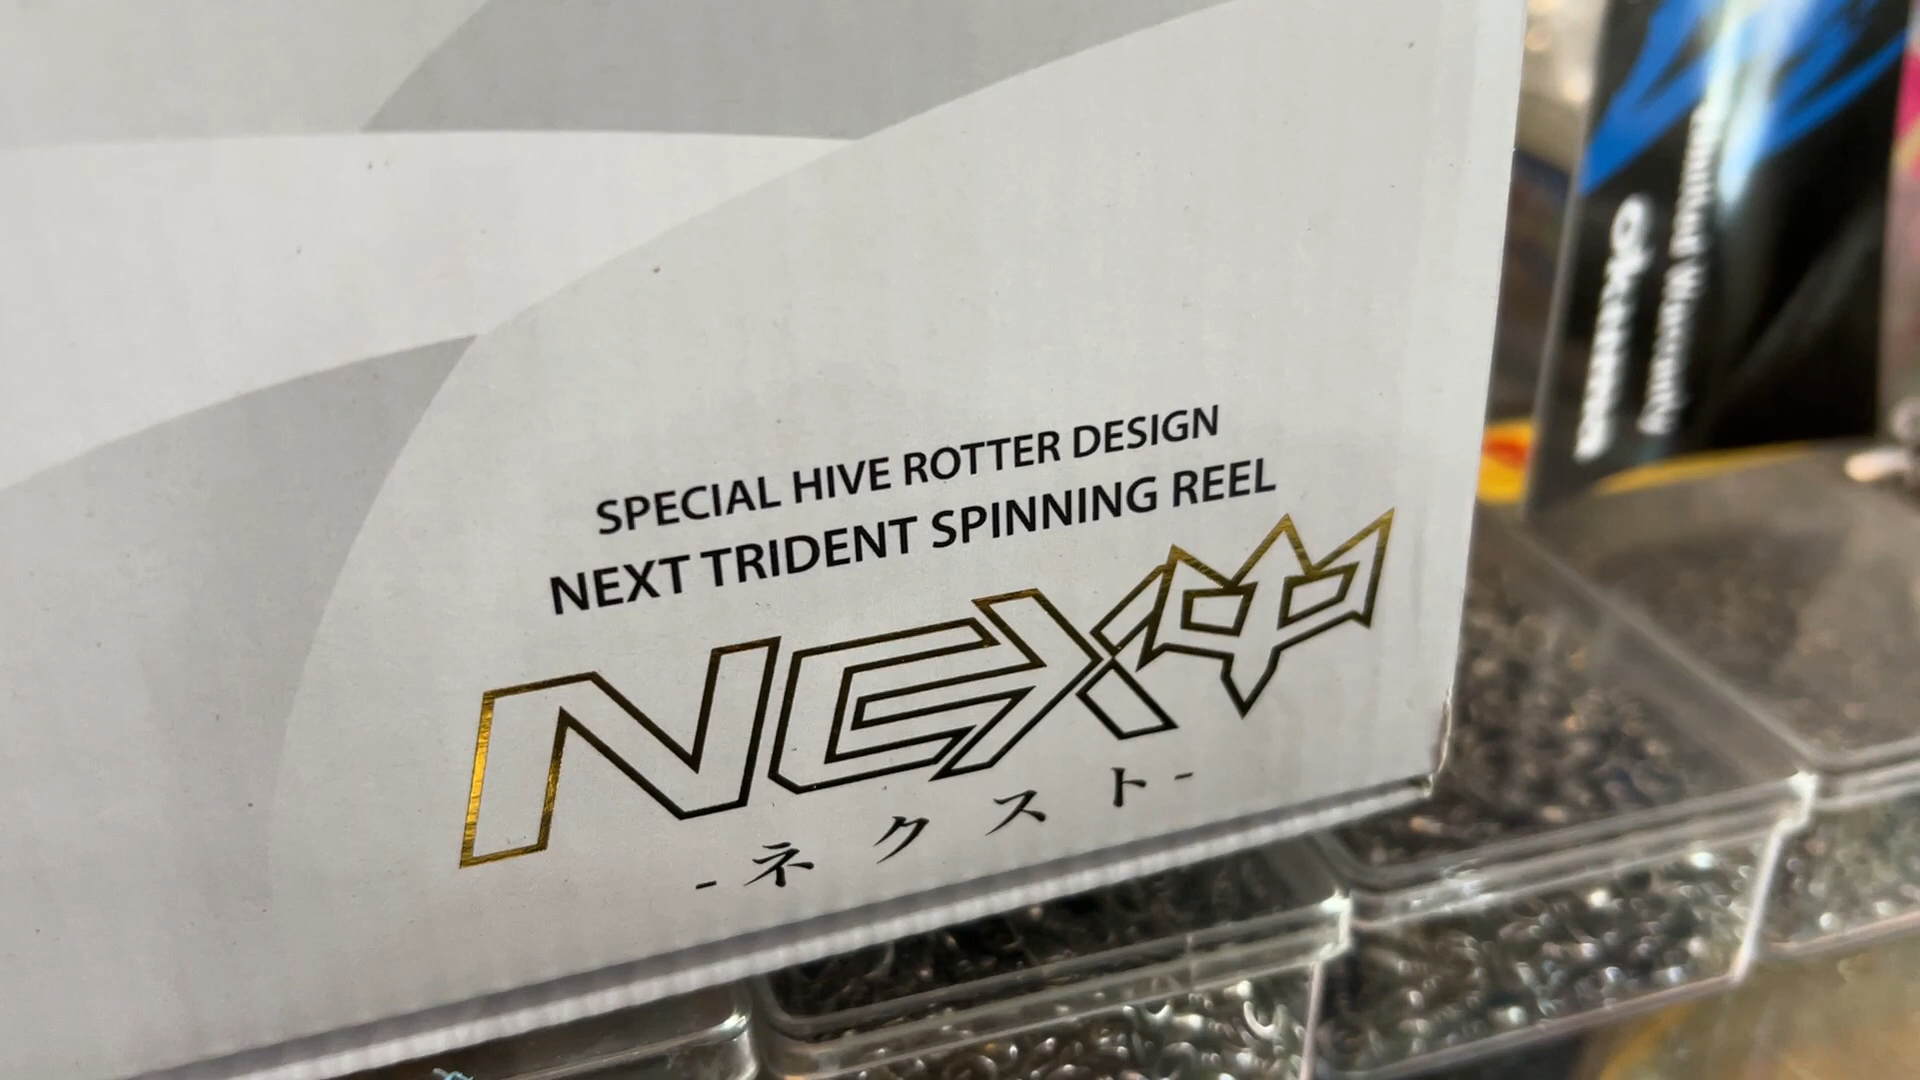 SPECIAL HIVE ROTTER DESIGN
NEXT TRIDENT SPINNING REEL
NEXT
-ネクスト-